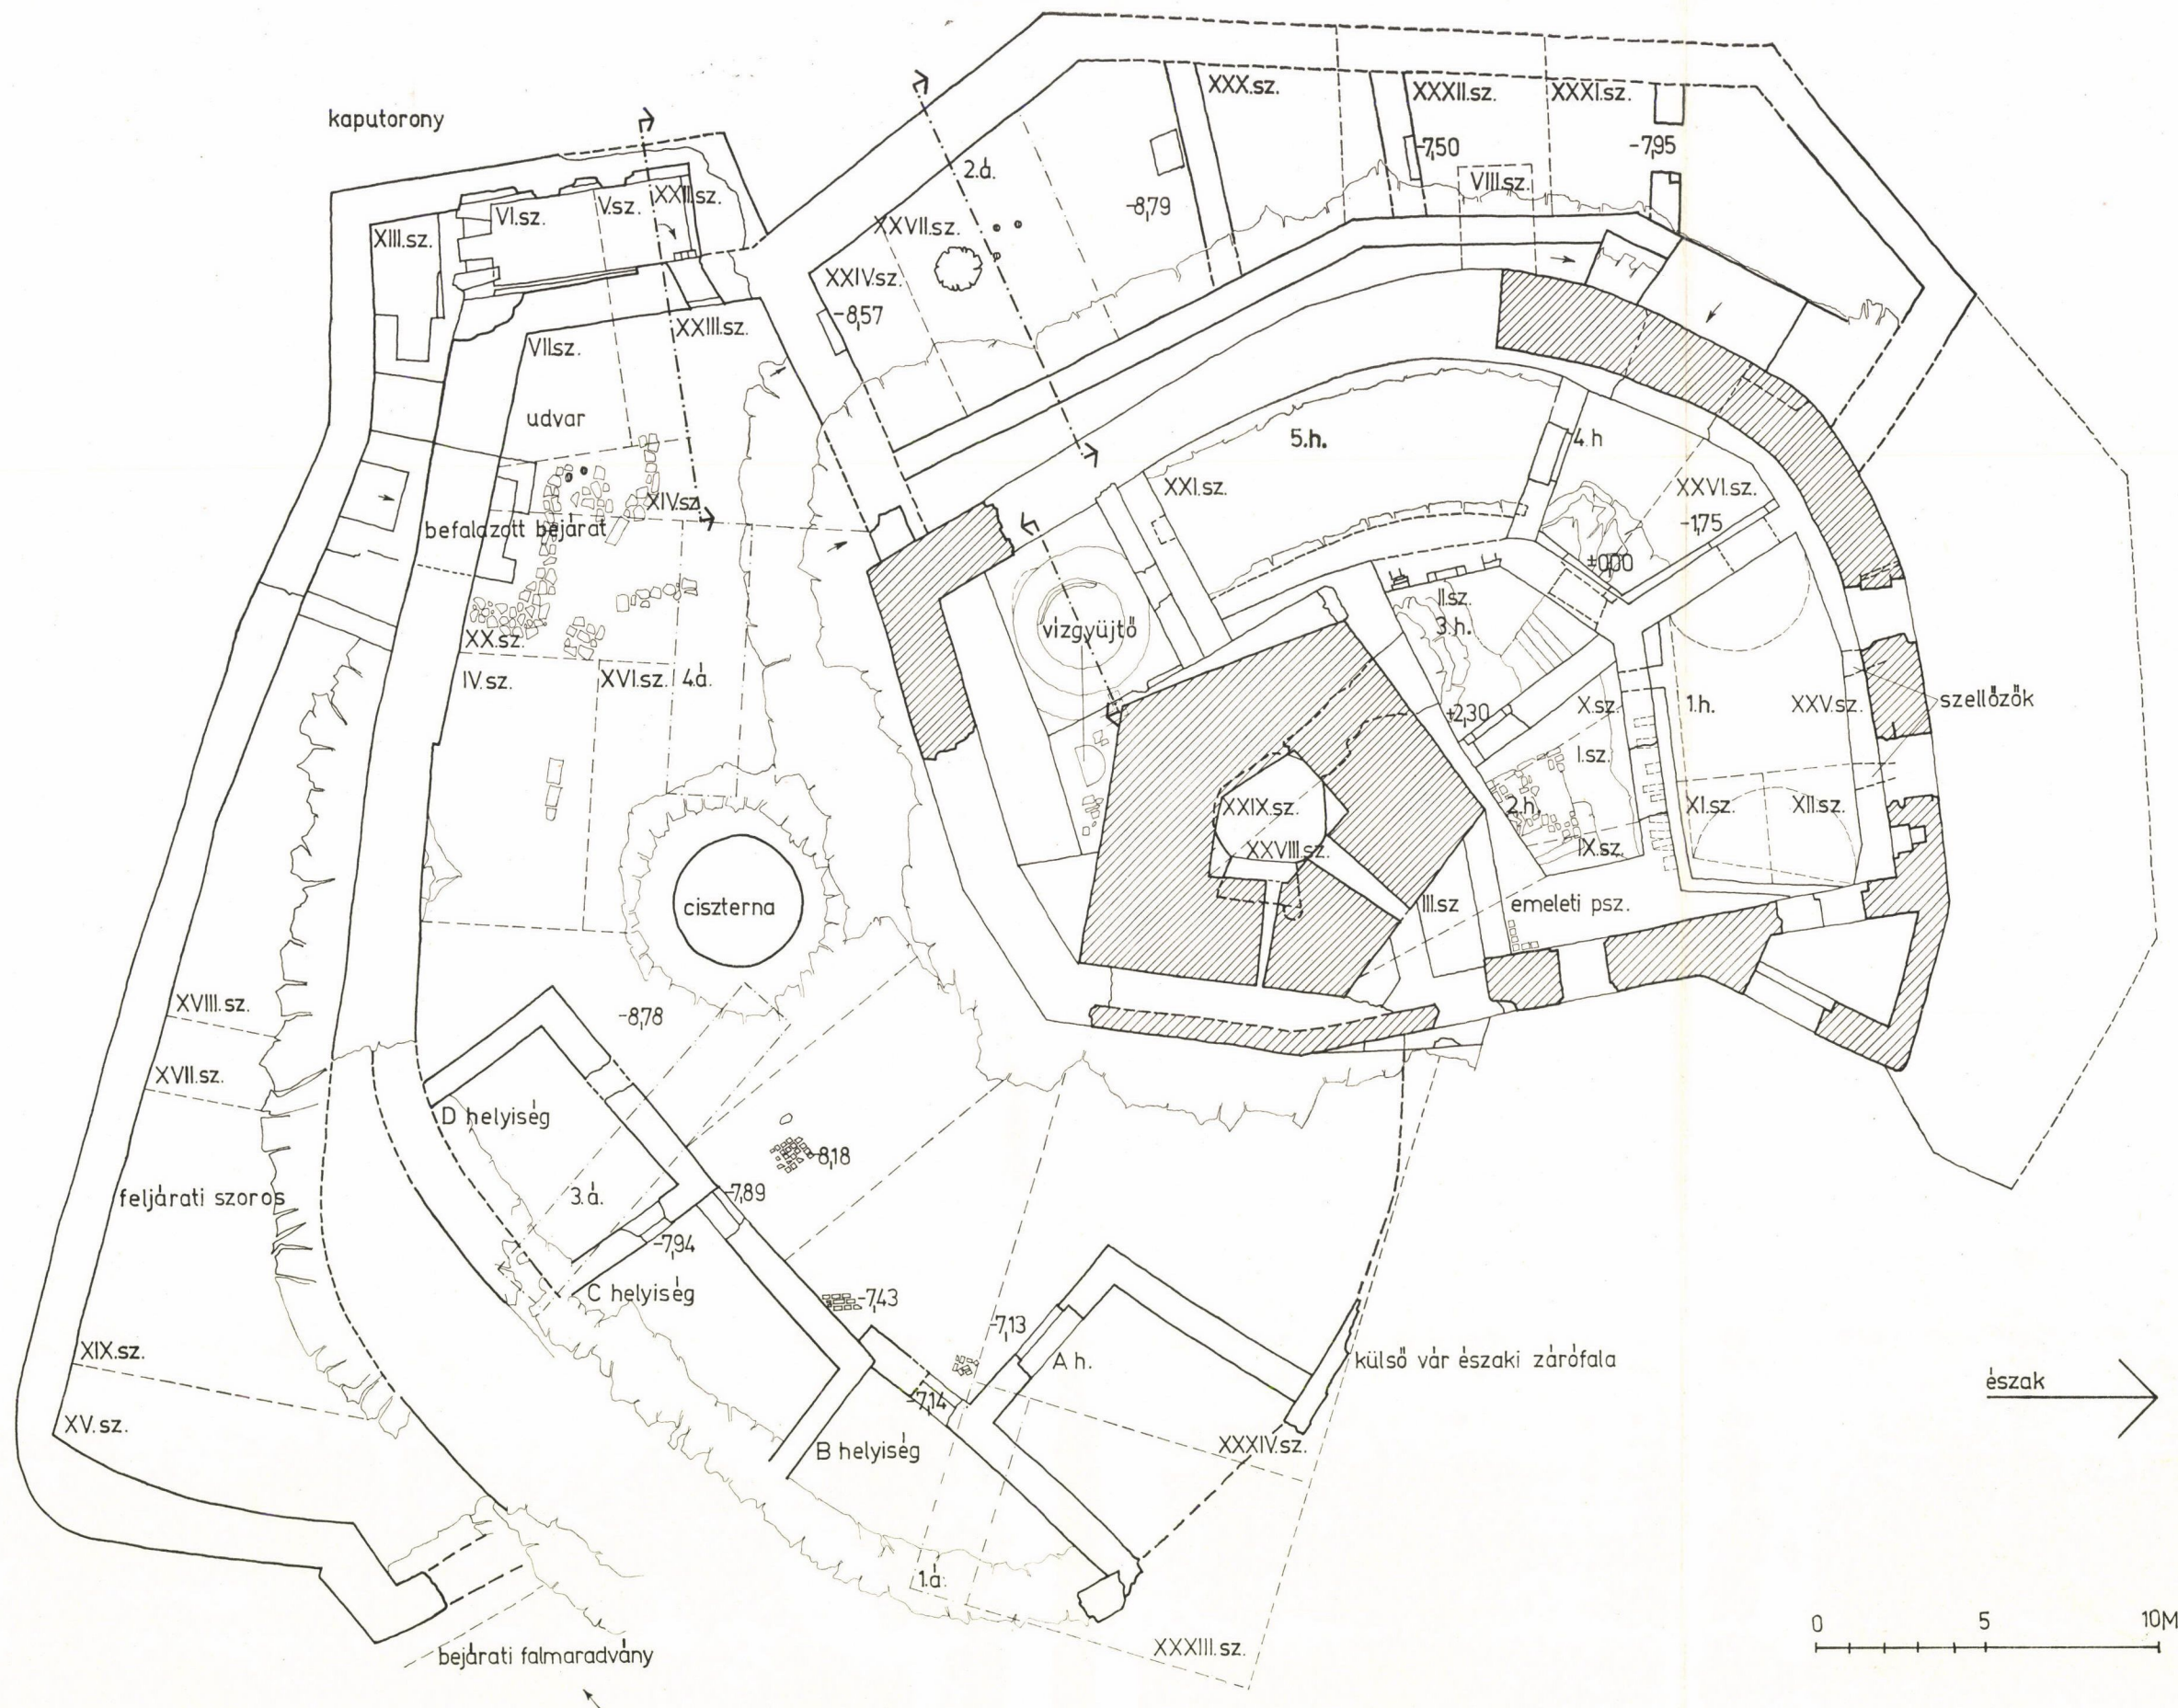 kaputorony
XXX.sz.
XXXII.sz.
XXXI.sz.
-7,50
-7,95
2.á.
VIII.sz.
XXII.sz.
V.sz.
VI.sz.
XIII.sz.
-8,79
XXVII.sz.
XXIV.sz.
-8,57
XXIII.sz.
VII.sz.
udvar
5.h.
4.h
XXI.sz.
XXVI.sz.
-1,75
XIV.sz.
befalazott bejárat
±0,00
II.sz.
3.h.
vízgyüjtő
XX.sz.
IV.sz.
XVI.sz.
4.á.
+2,30
X.sz.
1.h.
XXV.sz.
szellőzők
I.sz.
2.h.
XI.sz.
XII.sz.
XXIX.sz.
XXVIII.sz.
IX.sz.
ciszterna
III.sz
emeleti psz.
XVIII.sz.
-8,78
XVII.sz.
D helyiség
-8,18
feljárati szoros
3.á.
-7,89
-7,94
C helyiség
-7,43
-7,13
XIX.sz.
A h.
külső vár északi zárófala
észak
-7,14
XV.sz.
B helyiség
XXXIV.sz.
1.á.
0 5 10M
XXXIII.sz.
bejárati falmaradvány